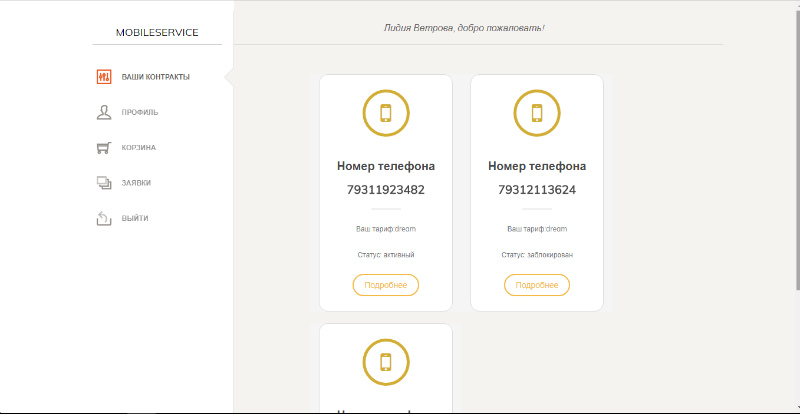 MOBILESERVICE
Лидия Ветрова, добро пожаловать!
ВАШИ КОНТРАКТЫ
ПРОФИЛЬ
КОРЗИНА
ЗАЯВКИ
ВЫЙТИ
Номер телефона
79311923482
Ваш тариф:dream
Статус: активный
Подробнее
Номер телефона
79312113624
Ваш тариф:dream
Статус: заблокирован
Подробнее